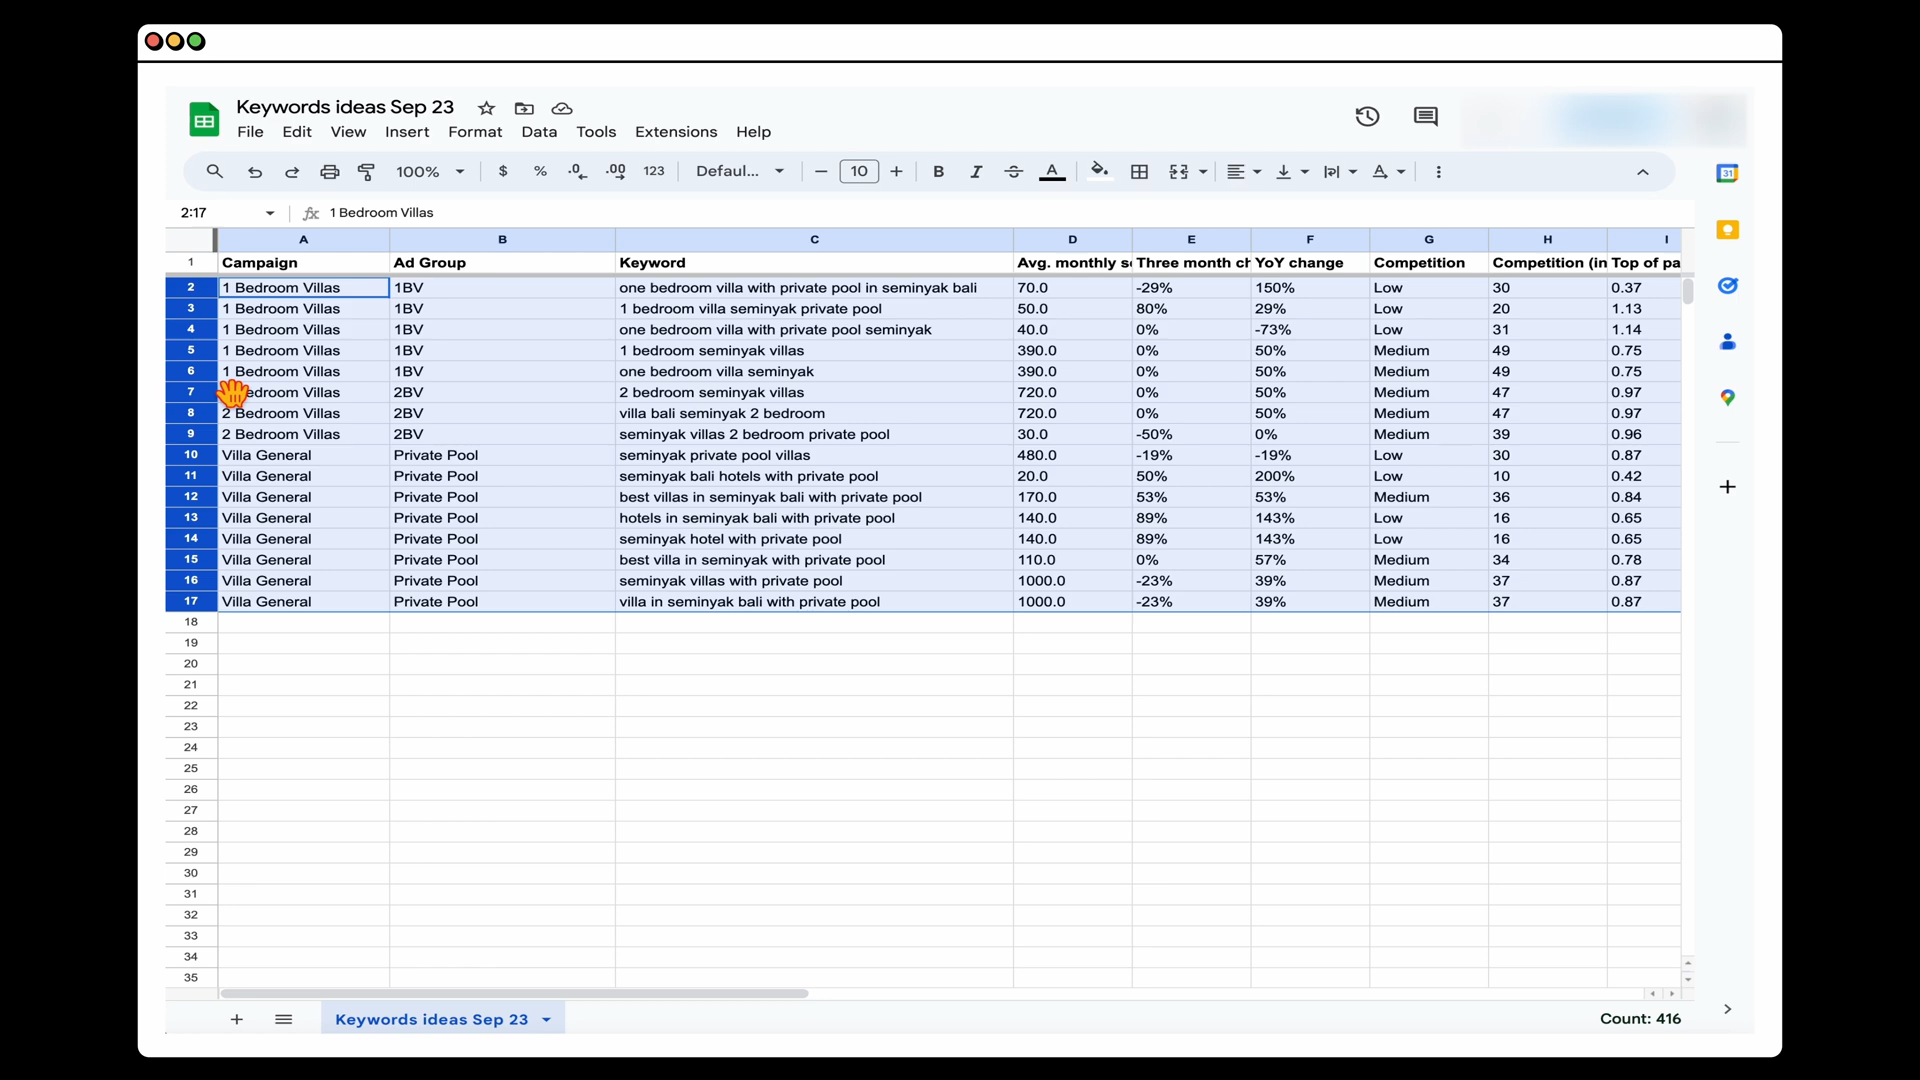 Keywords ideas Sep 23
File Edit View Insert Format Data Tools Extensions Help
100% $ % .0 .00 123 Defaul... − 10 + B I A
31
2:17 fx 1 Bedroom Villas
A B C D E F G H I
1 Campaign Ad Group Keyword Avg. monthly s Three month ch YoY change Competition Competition (in Top of pa
2 1 Bedroom Villas 1BV one bedroom villa with private pool in seminyak bali 70.0 -29% 150% Low 30 0.37
3 1 Bedroom Villas 1BV 1 bedroom villa seminyak private pool 50.0 80% 29% Low 20 1.13
4 1 Bedroom Villas 1BV one bedroom villa with private pool seminyak 40.0 0% -73% Low 31 1.14
5 1 Bedroom Villas 1BV 1 bedroom seminyak villas 390.0 0% 50% Medium 49 0.75
6 1 Bedroom Villas 1BV one bedroom villa seminyak 390.0 0% 50% Medium 49 0.75
7 edroom Villas 2BV 2 bedroom seminyak villas 720.0 0% 50% Medium 47 0.97
8 2 Bedroom Villas 2BV villa bali seminyak 2 bedroom 720.0 0% 50% Medium 47 0.97
9 2 Bedroom Villas 2BV seminyak villas 2 bedroom private pool 30.0 -50% 0% Medium 39 0.96
10 Villa General Private Pool seminyak private pool villas 480.0 -19% -19% Low 30 0.87
11 Villa General Private Pool seminyak bali hotels with private pool 20.0 50% 200% Low 10 0.42
12 Villa General Private Pool best villas in seminyak bali with private pool 170.0 53% 53% Medium 36 0.84
13 Villa General Private Pool hotels in seminyak bali with private pool 140.0 89% 143% Low 16 0.65
14 Villa General Private Pool seminyak hotel with private pool 140.0 89% 143% Low 16 0.65
15 Villa General Private Pool best villa in seminyak with private pool 110.0 0% 57% Medium 34 0.78
16 Villa General Private Pool seminyak villas with private pool 1000.0 -23% 39% Medium 37 0.87
17 Villa General Private Pool villa in seminyak bali with private pool 1000.0 -23% 39% Medium 37 0.87
18
19
20
21
22
23
24
25
26
27
28
29
30
31
32
33
34
35
Keywords ideas Sep 23
Count: 416